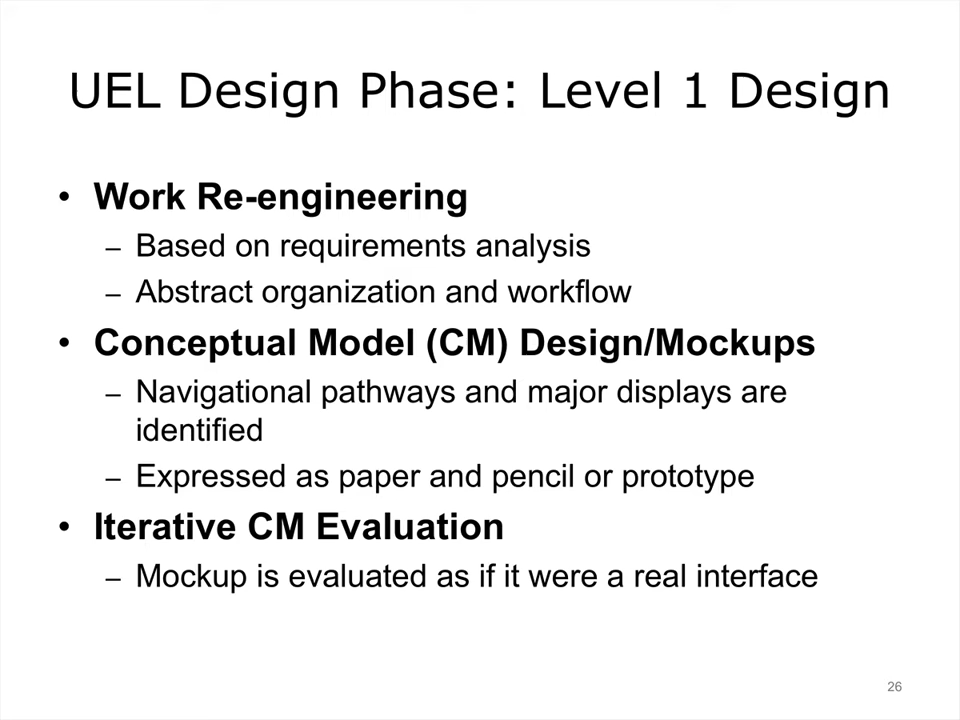 UEL Design Phase: Level 1 Design
• Work Re-engineering
– Based on requirements analysis
– Abstract organization and workflow
• Conceptual Model (CM) Design/Mockups
– Navigational pathways and major displays are
identified
– Expressed as paper and pencil or prototype
• Iterative CM Evaluation
– Mockup is evaluated as if it were a real interface
26